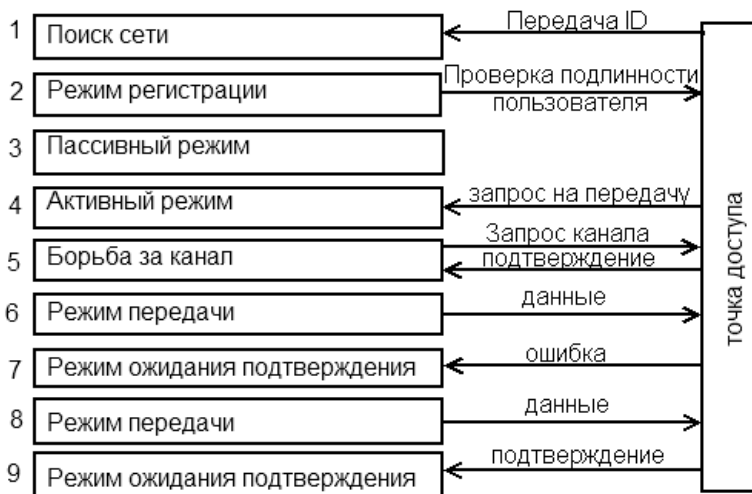 1 Поиск сети
Передача ID
2 Режим регистрации
Проверка подлинности
пользователя
3 Пассивный режим
4 Активный режим
запрос на передачу
5 Борьба за канал
Запрос канала
подтверждение
6 Режим передачи
данные
7 Режим ожидания подтверждения
ошибка
8 Режим передачи
данные
9 Режим ожидания подтверждения
подтверждение
точка доступа